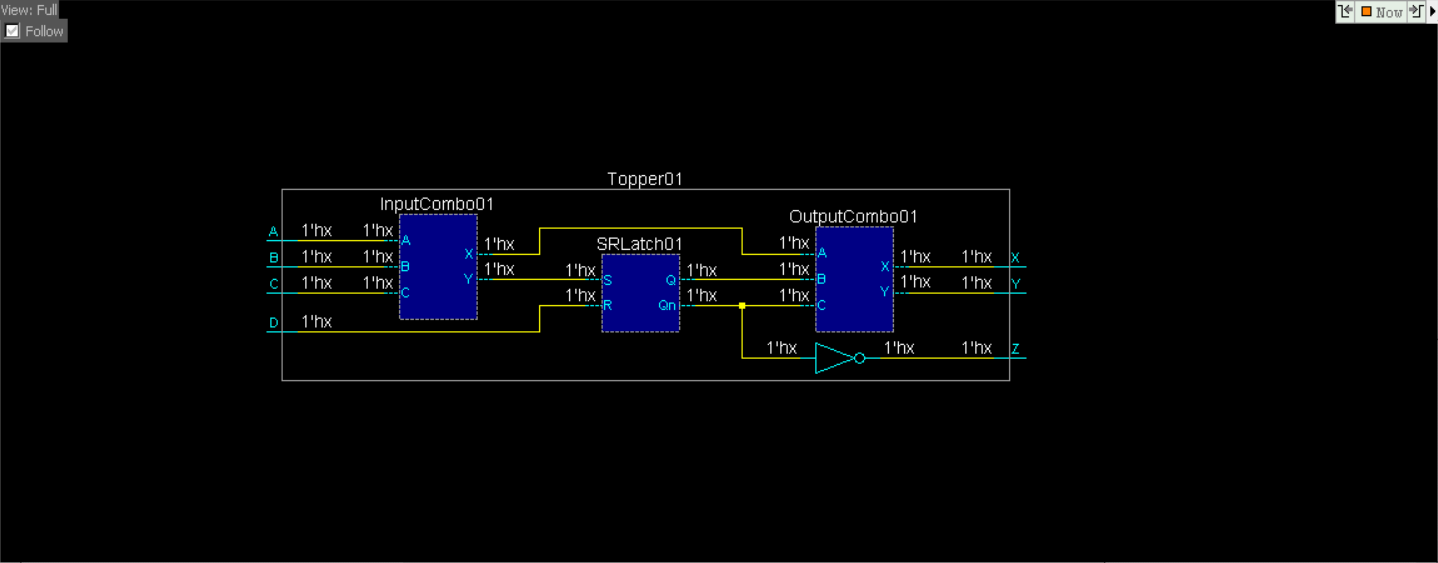 View: Full
Now
Follow
Topper01
InputCombo01
OutputCombo01
A 1'hx 1'hx A
SRLatch01
X 1'hx
1'hx A
B 1'hx 1'hx B
X 1'hx 1'hx X
Y 1'hx
1'hx S
Q 1'hx
1'hx B
C 1'hx 1'hx C
Y 1'hx 1'hx Y
1'hx R
Qn 1'hx
1'hx C
D 1'hx
1'hx 1'hx 1'hx Z